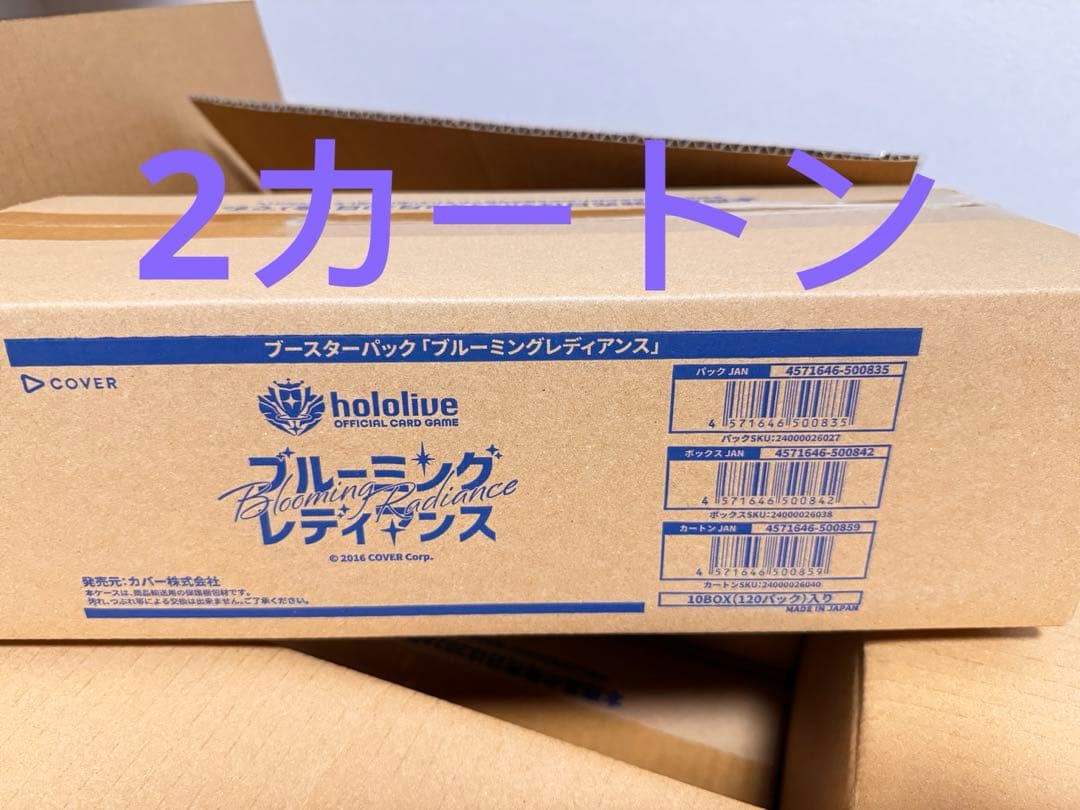 2カートン
ブースターパック「ブルーミングレディアンス」
COVER
hololive
OFFICIAL CARD GAME
ブルーミング
Blooming Radiance
レディアンス
© 2016 COVER Corp.
発売元:カバー株式会社
本ケースは、商品輸送用の保護梱包材です。
汚れ、つぶれ等による交換は出来ません。ご了承ください。
パック JAN 4571646-500835
4 571646 500835
パックSKU:24000026027
ボックス JAN 4571646-500842
4 571646 500842
ボックスSKU:24000026038
カートン JAN 4571646-500859
4 571646 500859
カートンSKU:24000026040
10BOX(120パック)入り
MADE IN JAPAN